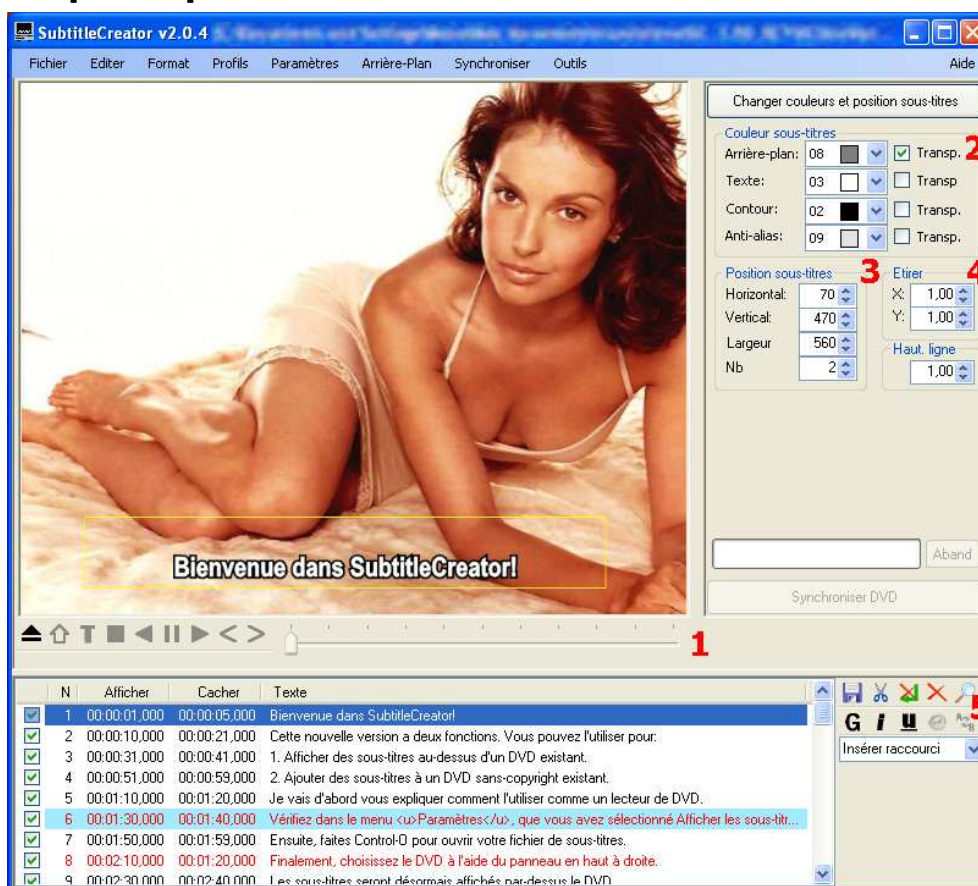 SubtitleCreator v2.0.4
Fichier Editer Format Profils Paramètres Arrière-Plan Synchroniser Outils Aide
Changer couleurs et position sous-titres
Couleur sous-titres
Arrière-plan: 08 Transp. 2
Texte: 03 Transp
Contour: 02 Transp.
Anti-alias: 09 Transp.
Position sous-titres 3 Etirer 4
Horizontal: 70 X: 1,00
Vertical: 470 Y: 1,00
Largeur 560 Haut. ligne
Nb 2 1,00
Bienvenue dans SubtitleCreator!
Aband
Synchroniser DVD
T 1
N Afficher Cacher Texte
1 00:00:01,000 00:00:05,000 Bienvenue dans SubtitleCreator!
2 00:00:10,000 00:00:21,000 Cette nouvelle version a deux fonctions. Vous pouvez l'utiliser pour:
3 00:00:31,000 00:00:41,000 1. Afficher des sous-titres au-dessus d'un DVD existant.
4 00:00:51,000 00:00:59,000 2. Ajouter des sous-titres à un DVD sans-copyright existant.
5 00:01:10,000 00:01:20,000 Je vais d'abord vous expliquer comment l'utiliser comme un lecteur de DVD.
6 00:01:30,000 00:01:40,000 Vérifiez dans le menu <u>Paramètres</u>, que vous avez sélectionné Afficher les sous-titr...
7 00:01:50,000 00:01:59,000 Ensuite, faites Control-O pour ouvrir votre fichier de sous-titres.
8 00:02:10,000 00:01:20,000 Finalement, choisissez le DVD à l'aide du panneau en haut à droite.
9 00:02:30,000 00:02:40,000 Les sous-titres seront désormais affichés par-dessus le DVD
5
G I U
Insérer raccourci